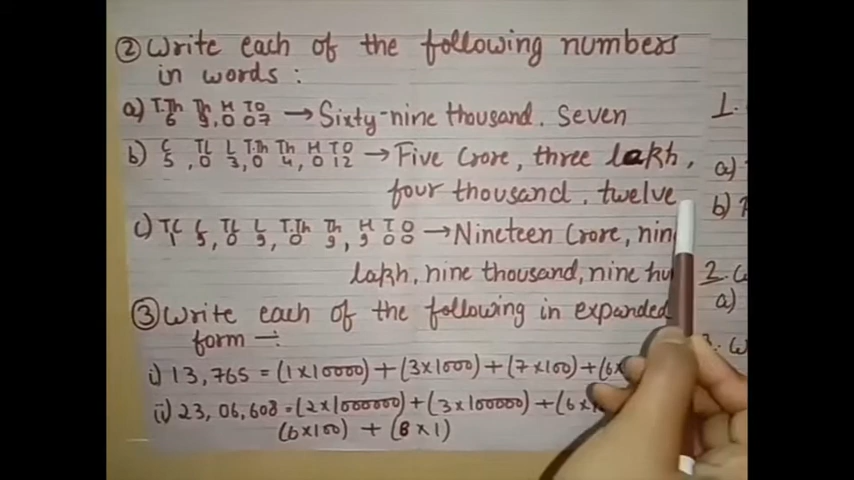 ② Write each of the following numbers
in words :
a) T.Th Th H T O
6 9,0 0 7 → Sixty-nine thousand. Seven
b) C TL L T.Th Th H T O
5 ,0 3,0 4,0 12 → Five Crore, three lakh,
four thousand, twelve
c) TC C TL L T.Th Th H T O
1 9, 0 9, 0 9, 9 0 0 → Nineteen Crore, nin
lakh, nine thousand, nine hu
③ Write each of the following in expanded
form →:
i) 13,765 = (1×10000) + (3×1000) + (7×100) + (6×
ii) 23,06,608 = (2×1000000) + (3×100000) + (6×1
(6×100) + (8×1)
1.
a)
b)
2.
a)
3.